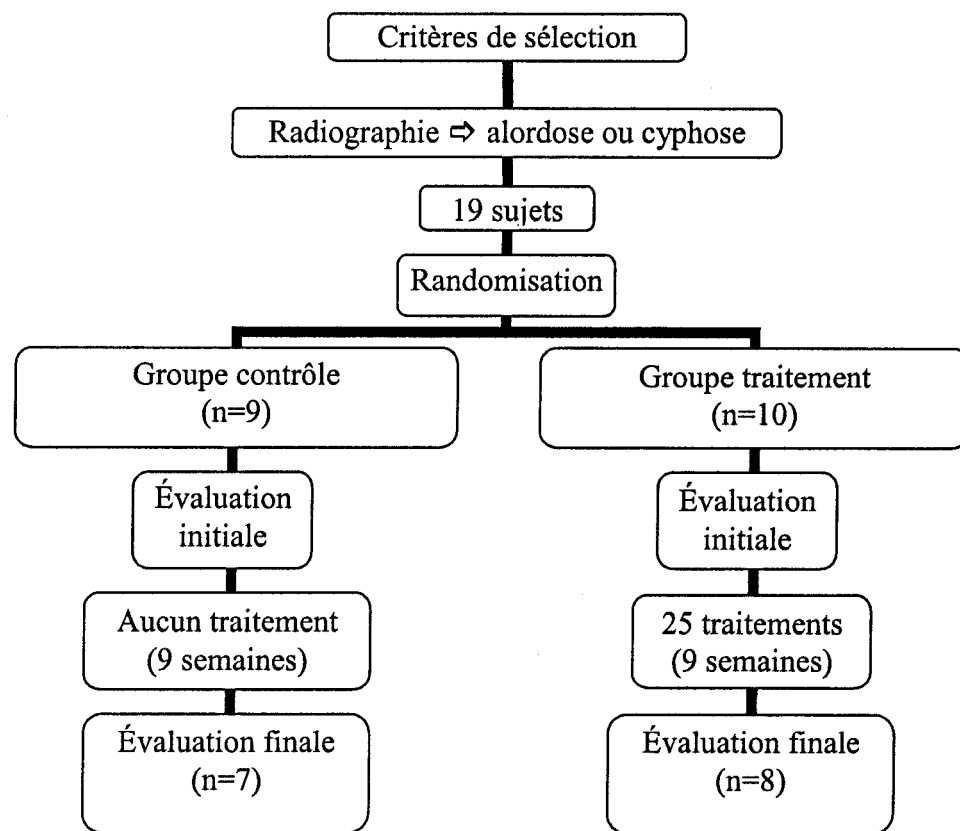 Critères de sélection
Radiographie ⇨ alordose ou cyphose
19 sujets
Randomisation
Groupe contrôle
(n=9)
Groupe traitement
(n=10)
Évaluation
initiale
Évaluation
initiale
Aucun traitement
(9 semaines)
25 traitements
(9 semaines)
Évaluation finale
(n=7)
Évaluation finale
(n=8)